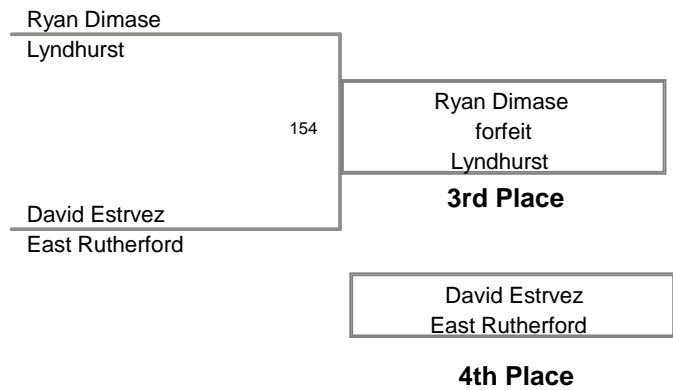 Ryan Dimase
Lyndhurst
154
Ryan Dimase
forfeit
Lyndhurst
3rd Place
David Estrvez
East Rutherford
David Estrvez
East Rutherford
4th Place